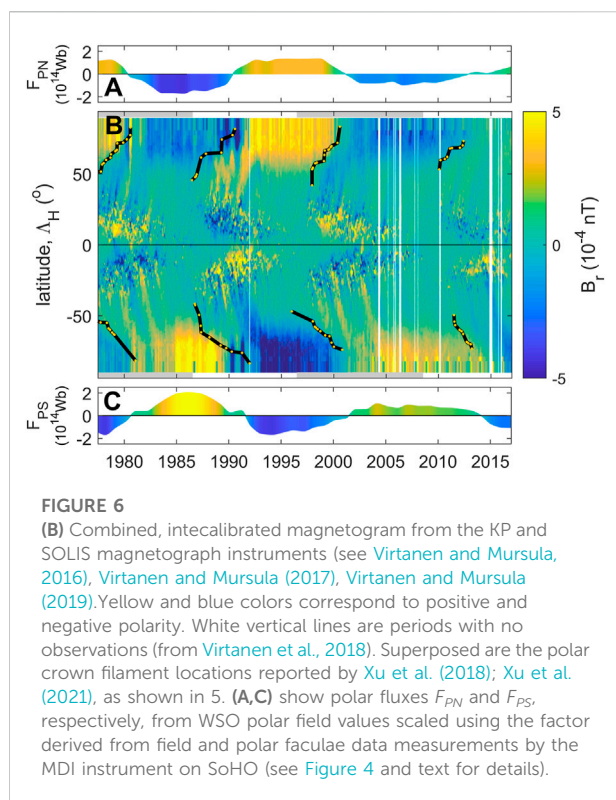 F_PN
(10^14Wb)
2
0
-2
A
B
latitude, Λ_H (°)
50
0
-50
5
0
-5
B_r (10^-4 nT)
F_PS
(10^14Wb)
2
0
-2
C
1980 1985 1990 1995 2000 2005 2010 2015
FIGURE 6
(B) Combined, intecalibrated magnetogram from the KP and
SOLIS magnetograph instruments (see Virtanen and Mursula,
2016), Virtanen and Mursula (2017), Virtanen and Mursula
(2019).Yellow and blue colors correspond to positive and
negative polarity. White vertical lines are periods with no
observations (from Virtanen et al., 2018). Superposed are the polar
crown filament locations reported by Xu et al. (2018); Xu et al.
(2021), as shown in 5. (A,C) show polar fluxes F_PN and F_PS,
respectively, from WSO polar field values scaled using the factor
derived from field and polar faculae data measurements by the
MDI instrument on SoHO (see Figure 4 and text for details).